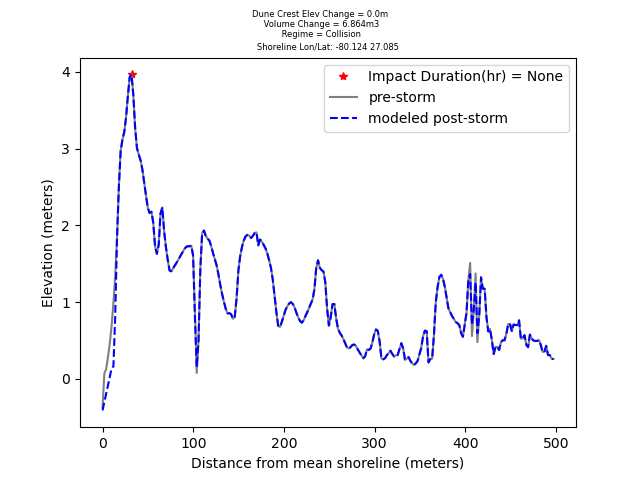 Dune Crest Elev Change = 0.0m
Volume Change = 6.864m3
Regime = Collision
Shoreline Lon/Lat: -80.124 27.085
Impact Duration(hr) = None
pre-storm
modeled post-storm
Elevation (meters)
4
3
2
1
0
0 100 200 300 400 500
Distance from mean shoreline (meters)